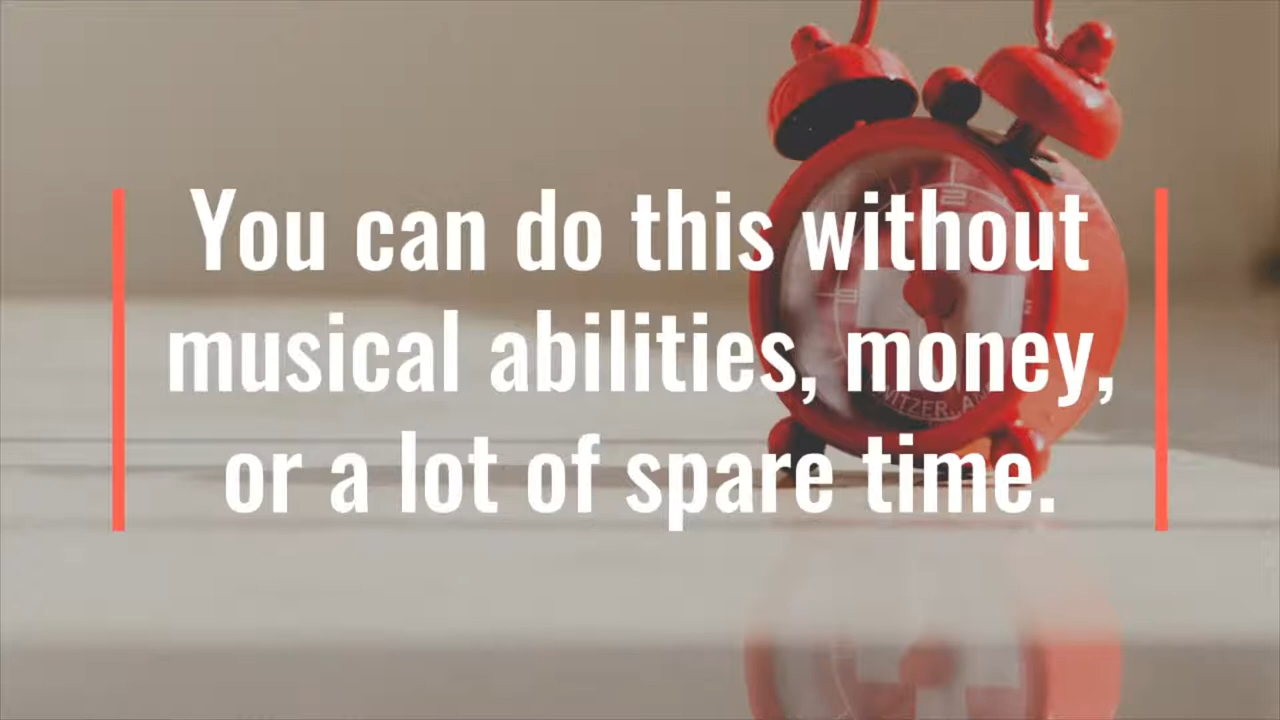 You can do this without
musical abilities, money,
or a lot of spare time.